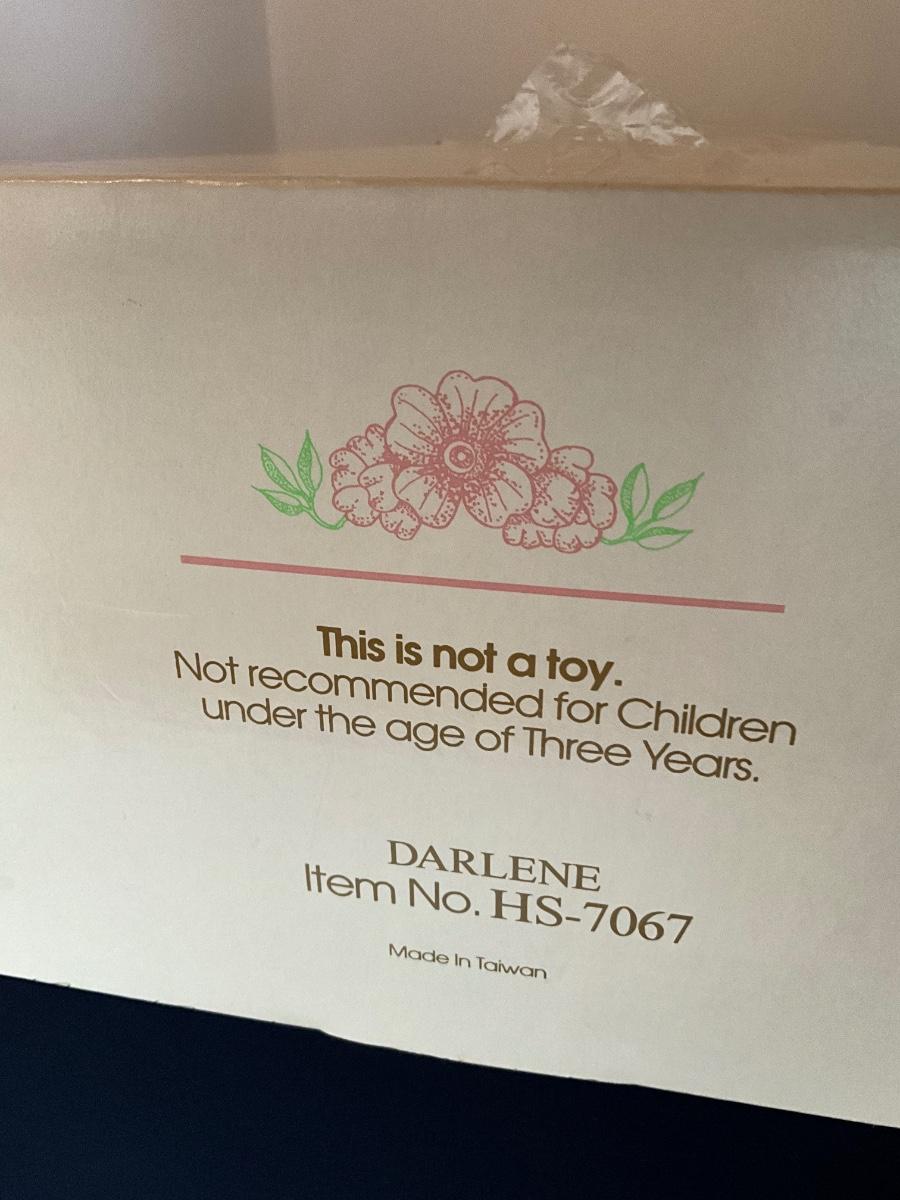 This is not a toy.
Not recommended for Children
under the age of Three Years.
DARLENE
Item No. HS-7067
Made In Taiwan